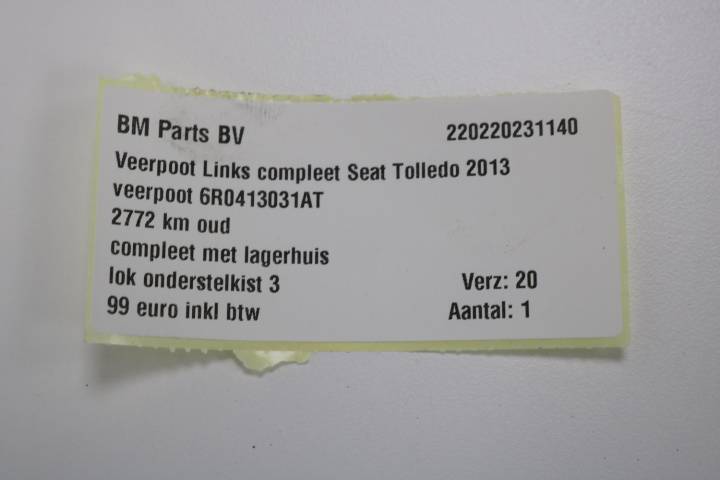 BM Parts BV 220220231140
Veerpoot Links compleet Seat Tolledo 2013
veerpoot 6R0413031AT
2772 km oud
compleet met lagerhuis
lok onderstelkist 3 Verz: 20
99 euro inkl btw Aantal: 1